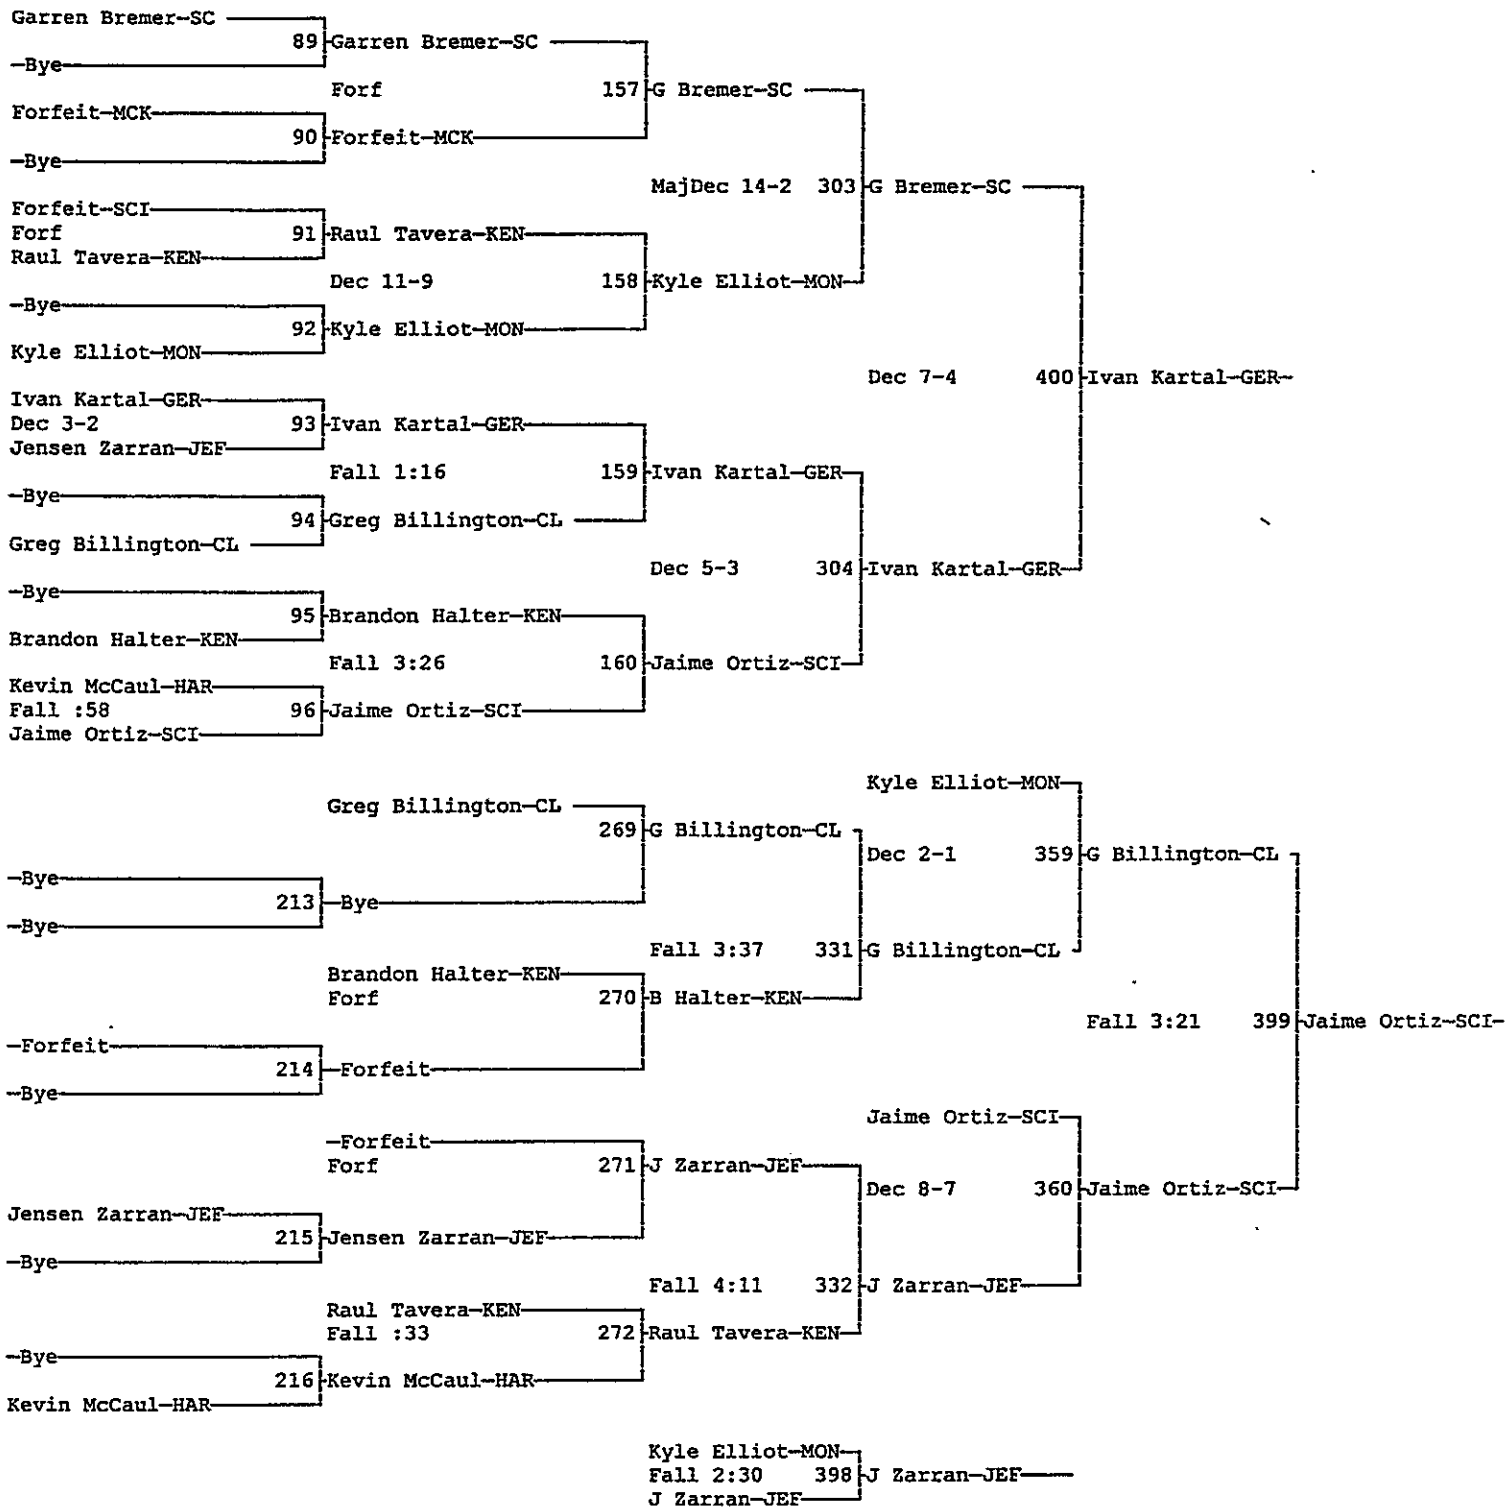 Garren Bremer-SC
89 Garren Bremer-SC
-Bye
Forf 157 G Bremer-SC
Forfeit-MCK
90 Forfeit-MCK
-Bye
MajDec 14-2 303 G Bremer-SC
Forfeit-SCI
Forf 91 Raul Tavera-KEN
Raul Tavera-KEN
Dec 11-9 158 Kyle Elliot-MON
-Bye
92 Kyle Elliot-MON
Kyle Elliot-MON
Dec 7-4 400 Ivan Kartal-GER-
Ivan Kartal-GER
Dec 3-2 93 Ivan Kartal-GER
Jensen Zarran-JEF
Fall 1:16 159 Ivan Kartal-GER
-Bye
94 Greg Billington-CL
Greg Billington-CL
Dec 5-3 304 Ivan Kartal-GER
-Bye
95 Brandon Halter-KEN
Brandon Halter-KEN
Fall 3:26 160 Jaime Ortiz-SCI
Kevin McCaul-HAR
Fall :58 96 Jaime Ortiz-SCI
Jaime Ortiz-SCI
Kyle Elliot-MON
Greg Billington-CL
269 G Billington-CL
Dec 2-1 359 G Billington-CL
-Bye
213 -Bye
-Bye
Fall 3:37 331 G Billington-CL
Brandon Halter-KEN
Forf 270 B Halter-KEN
Fall 3:21 399 Jaime Ortiz-SCI-
-Forfeit
214 -Forfeit
-Bye
Jaime Ortiz-SCI
-Forfeit
Forf 271 J Zarran-JEF
Dec 8-7 360 Jaime Ortiz-SCI
Jensen Zarran-JEF
215 Jensen Zarran-JEF
-Bye
Fall 4:11 332 J Zarran-JEF
Raul Tavera-KEN
Fall :33 272 Raul Tavera-KEN
-Bye
216 Kevin McCaul-HAR
Kevin McCaul-HAR
Kyle Elliot-MON
Fall 2:30 398 J Zarran-JEF
J Zarran-JEF